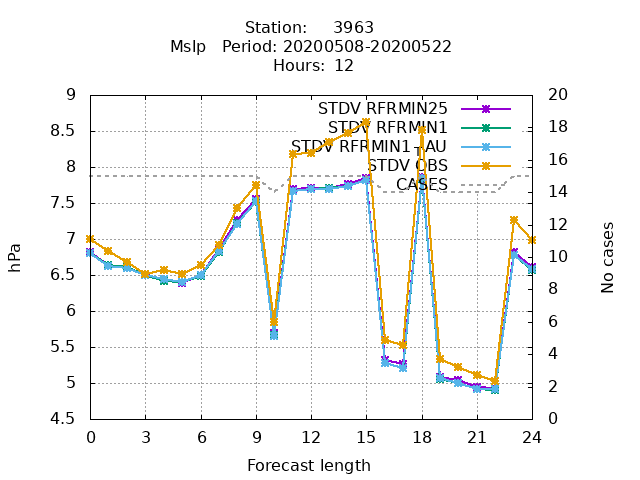 Station: 3963
Mslp Period: 20200508-20200522
Hours: 12
STDV RFRMIN25
STDV RFRMIN1
STDV RFRMIN1_TAU
STDV OBS
CASES
hPa
No cases
9
8.5
8
7.5
7
6.5
6
5.5
5
4.5
20
18
16
14
12
10
8
6
4
2
0
0 3 6 9 12 15 18 21 24
Forecast length